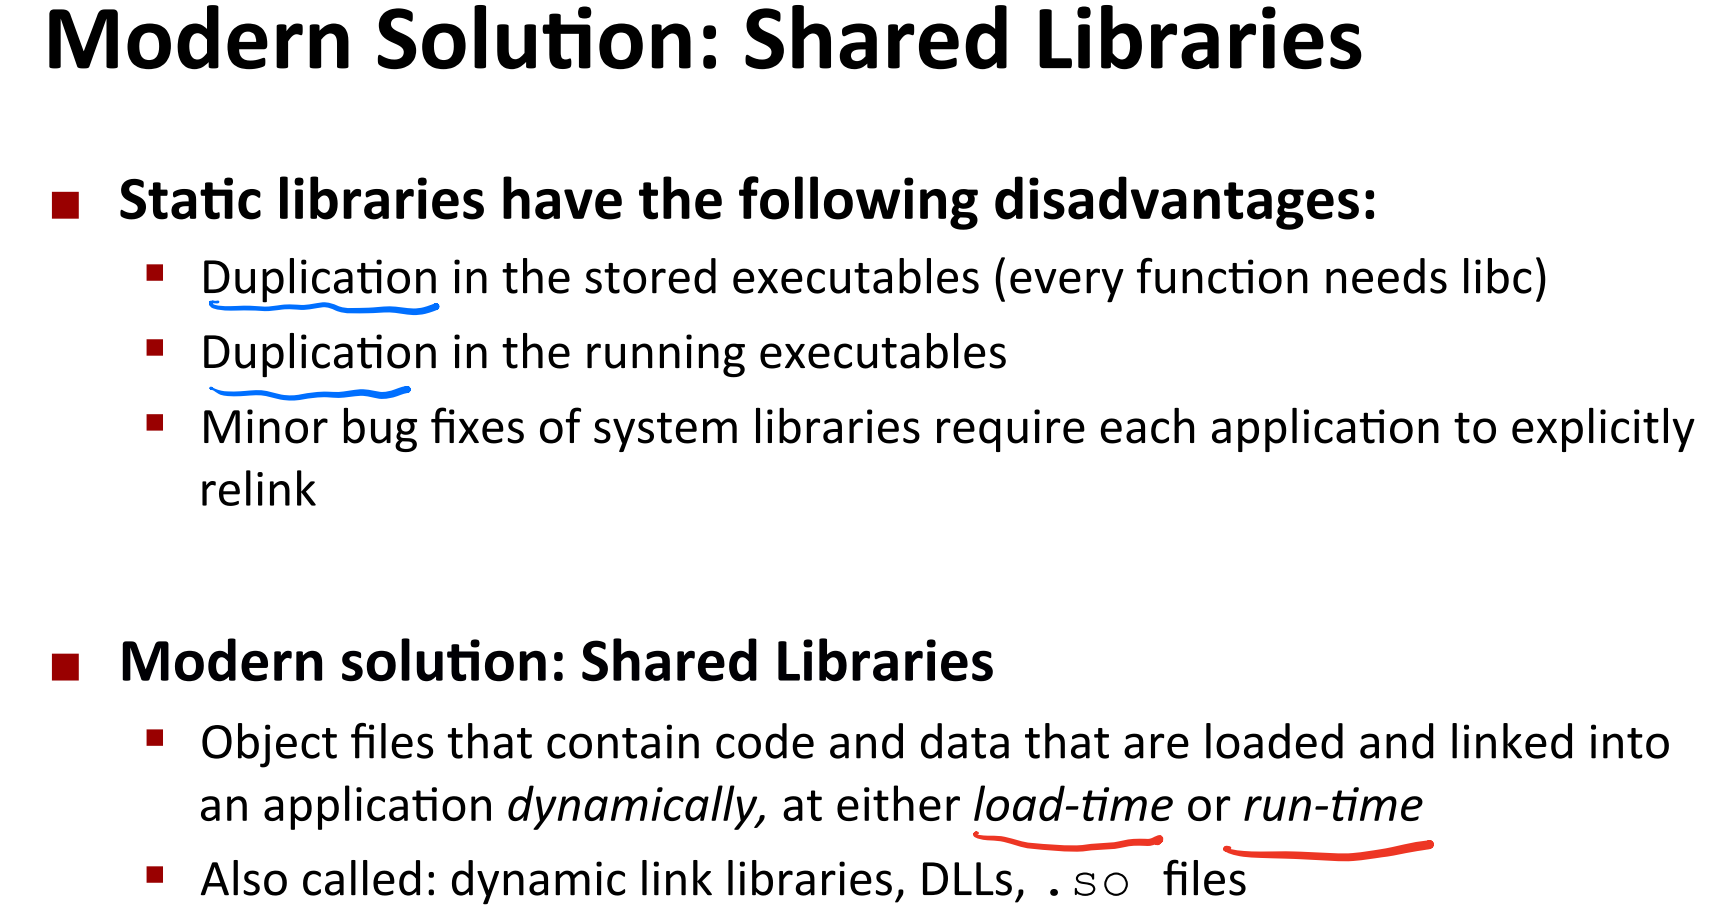 Modern Solution: Shared Libraries
Static libraries have the following disadvantages:
Duplication in the stored executables (every function needs libc)
Duplication in the running executables
Minor bug fixes of system libraries require each application to explicitly
relink
Modern solution: Shared Libraries
Object files that contain code and data that are loaded and linked into
an application dynamically, at either load-time or run-time
Also called: dynamic link libraries, DLLs, .so files